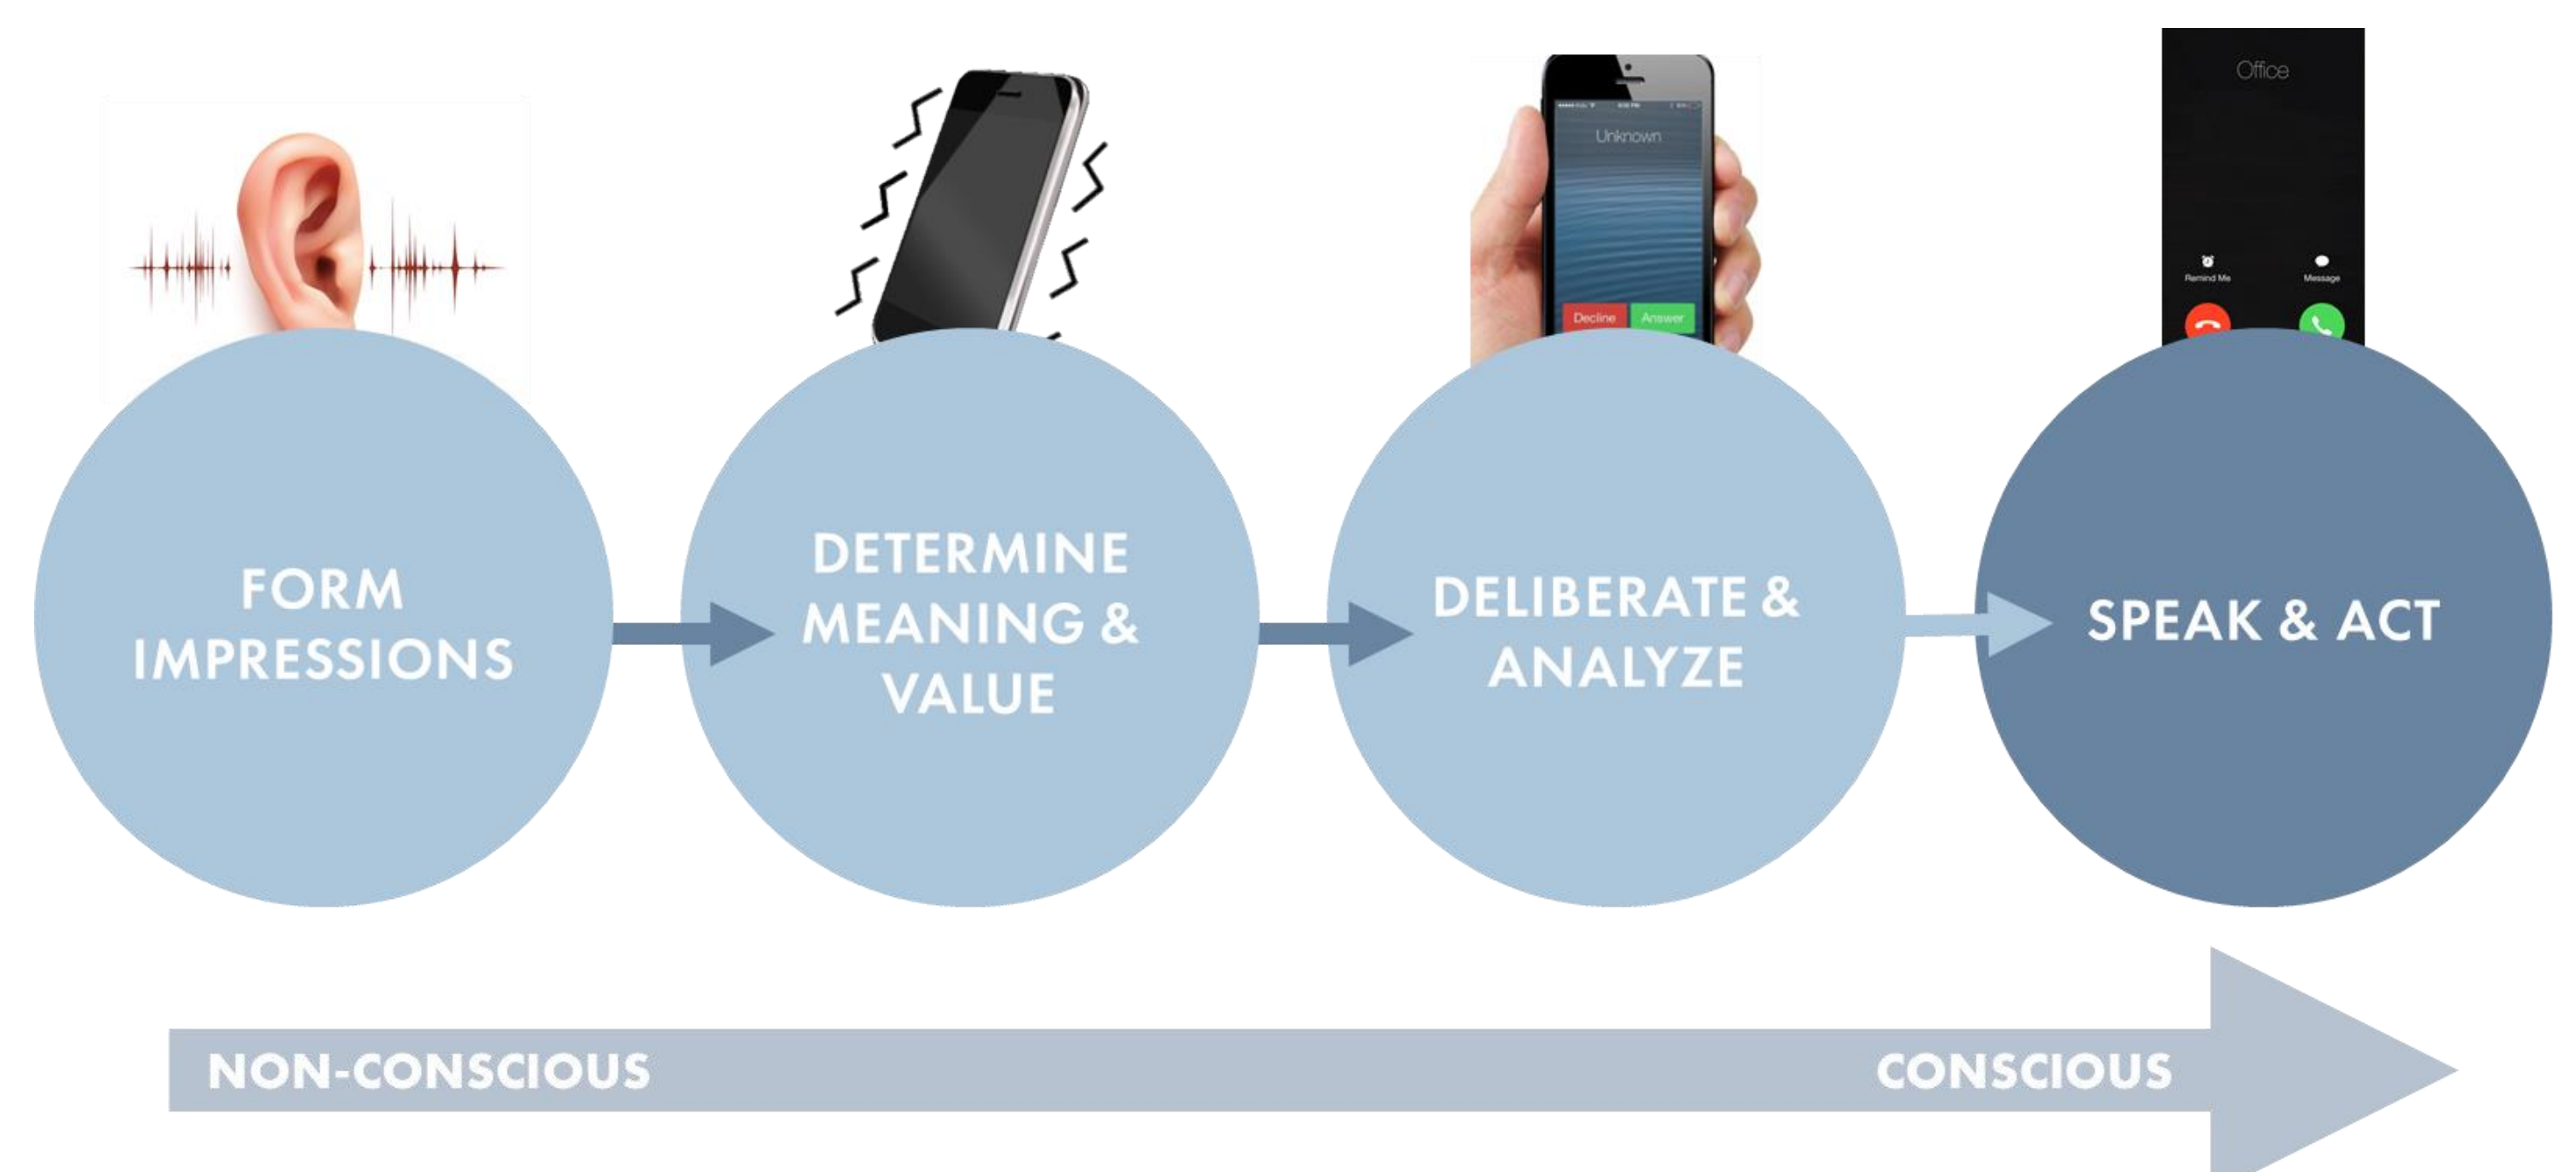 Office
Unknown
Remind Me
Message
Decline
Answer
FORM
IMPRESSIONS
DETERMINE
MEANING &
VALUE
DELIBERATE &
ANALYZE
SPEAK & ACT
NON-CONSCIOUS
CONSCIOUS